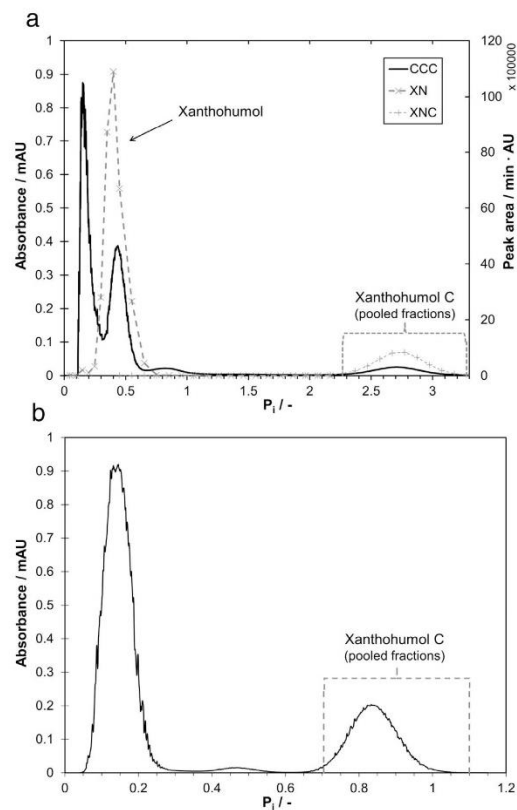 a
1
0.9
0.8
0.7
0.6
0.5
0.4
0.3
0.2
0.1
0
Absorbance / mAU
0
0.5
1
1.5
2
2.5
3
P i / -
120
100
80
60
40
20
0
x 100000
Peak area / min · AU
CCC
XN
XNC
Xanthohumol
Xanthohumol C
(pooled fractions)
b
1
0.9
0.8
0.7
0.6
0.5
0.4
0.3
0.2
0.1
0
Absorbance / mAU
0
0.2
0.4
0.6
0.8
1
1.2
P i / -
Xanthohumol C
(pooled fractions)